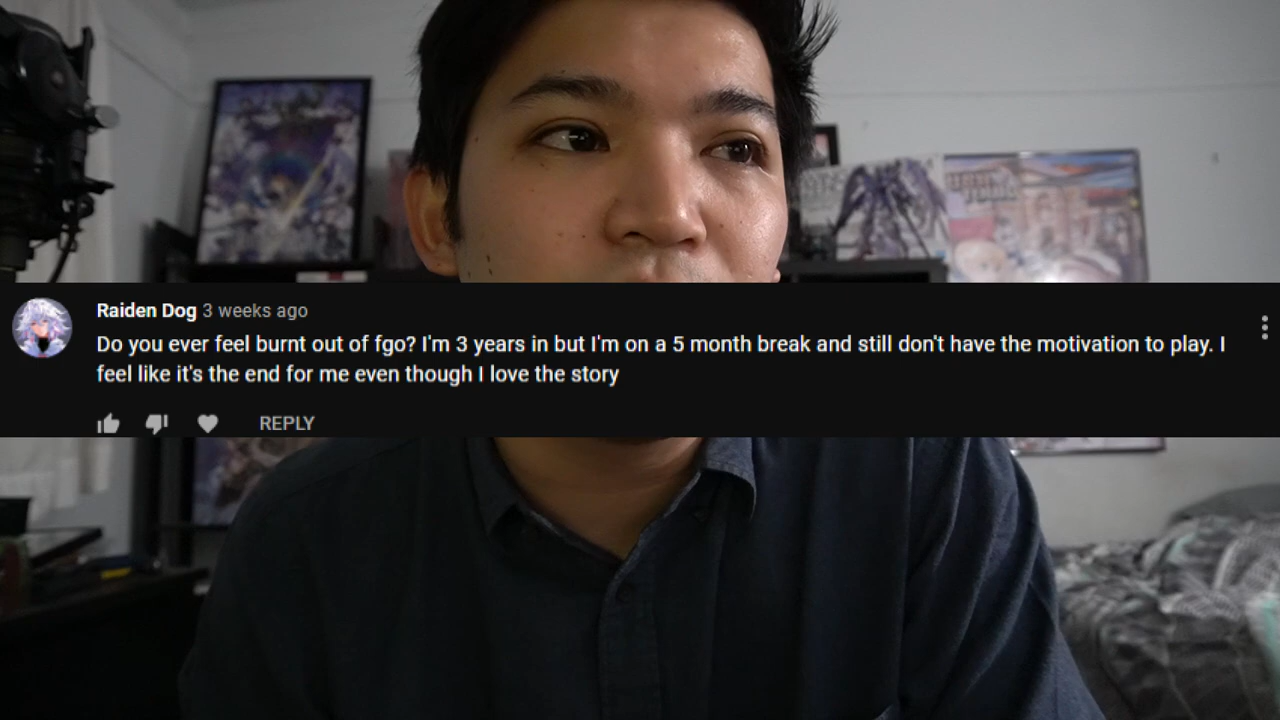 Raiden Dog 3 weeks ago
Do you ever feel burnt out of fgo? I'm 3 years in but I'm on a 5 month break and still don't have the motivation to play. I
feel like it's the end for me even though I love the story
REPLY